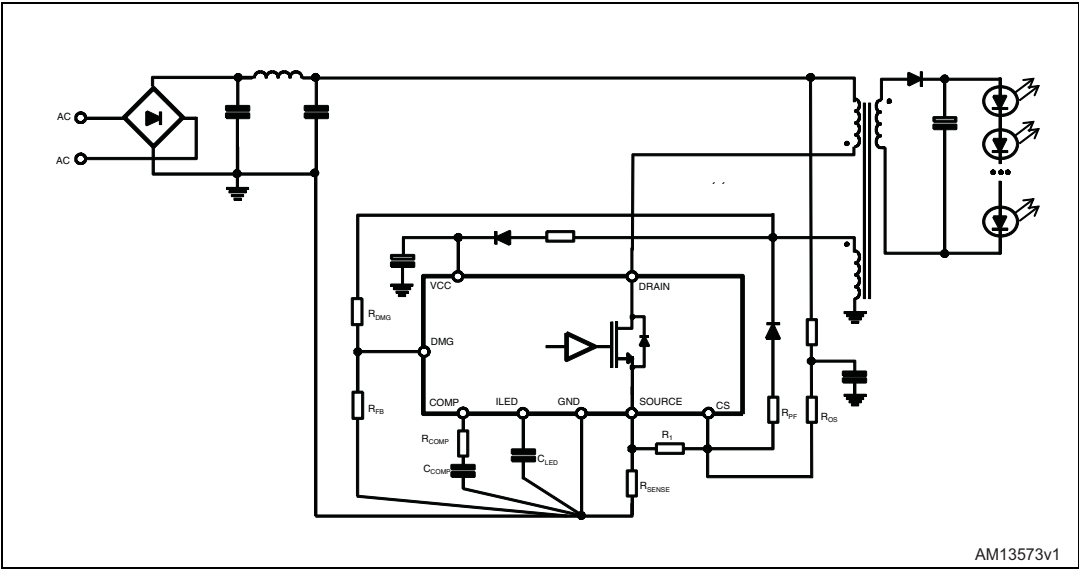 AC
AC
VCC
DRAIN
R_DMG
DMG
COMP
ILED
GND
SOURCE
CS
R_FB
R_COMP
C_COMP
C_LED
R_1
R_SENSE
R_PF
R_OS
AM13573v1